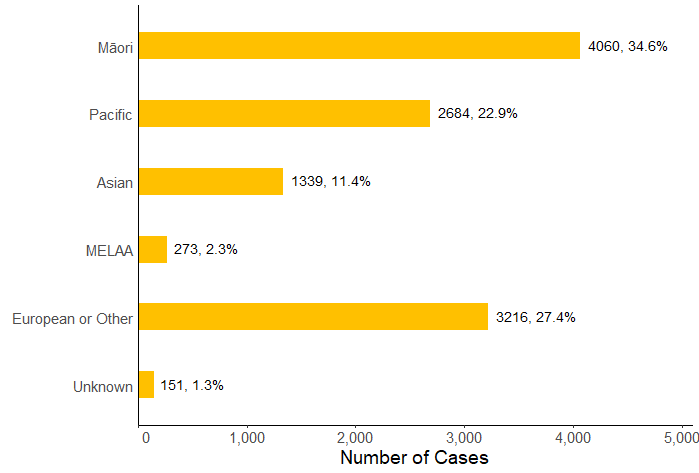 Māori 4060, 34.6%
Pacific 2684, 22.9%
Asian 1339, 11.4%
MELAA 273, 2.3%
European or Other 3216, 27.4%
Unknown 151, 1.3%
0 1,000 2,000 3,000 4,000 5,000
Number of Cases